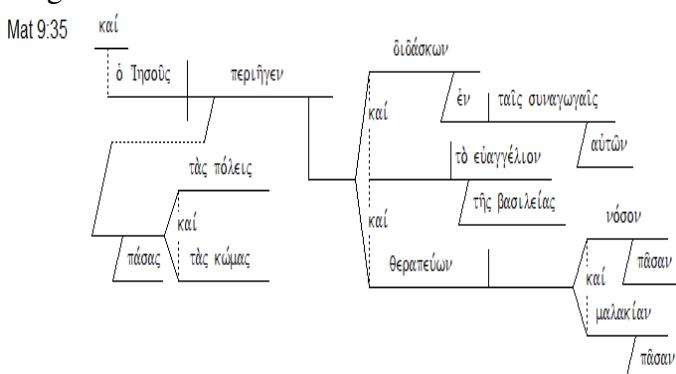 Mat 9:35
καί
ὁ Ἰησοῦς περιῆγεν
τὰς πόλεις
καί
πάσας τὰς κώμας
διδάσκων
καί ἐν ταῖς συναγωγαῖς
αὐτῶν
τὸ εὐαγγέλιον
καί τῆς βασιλείας
θεραπεύων
νόσον
καί πᾶσαν
μαλακίαν
πᾶσαν